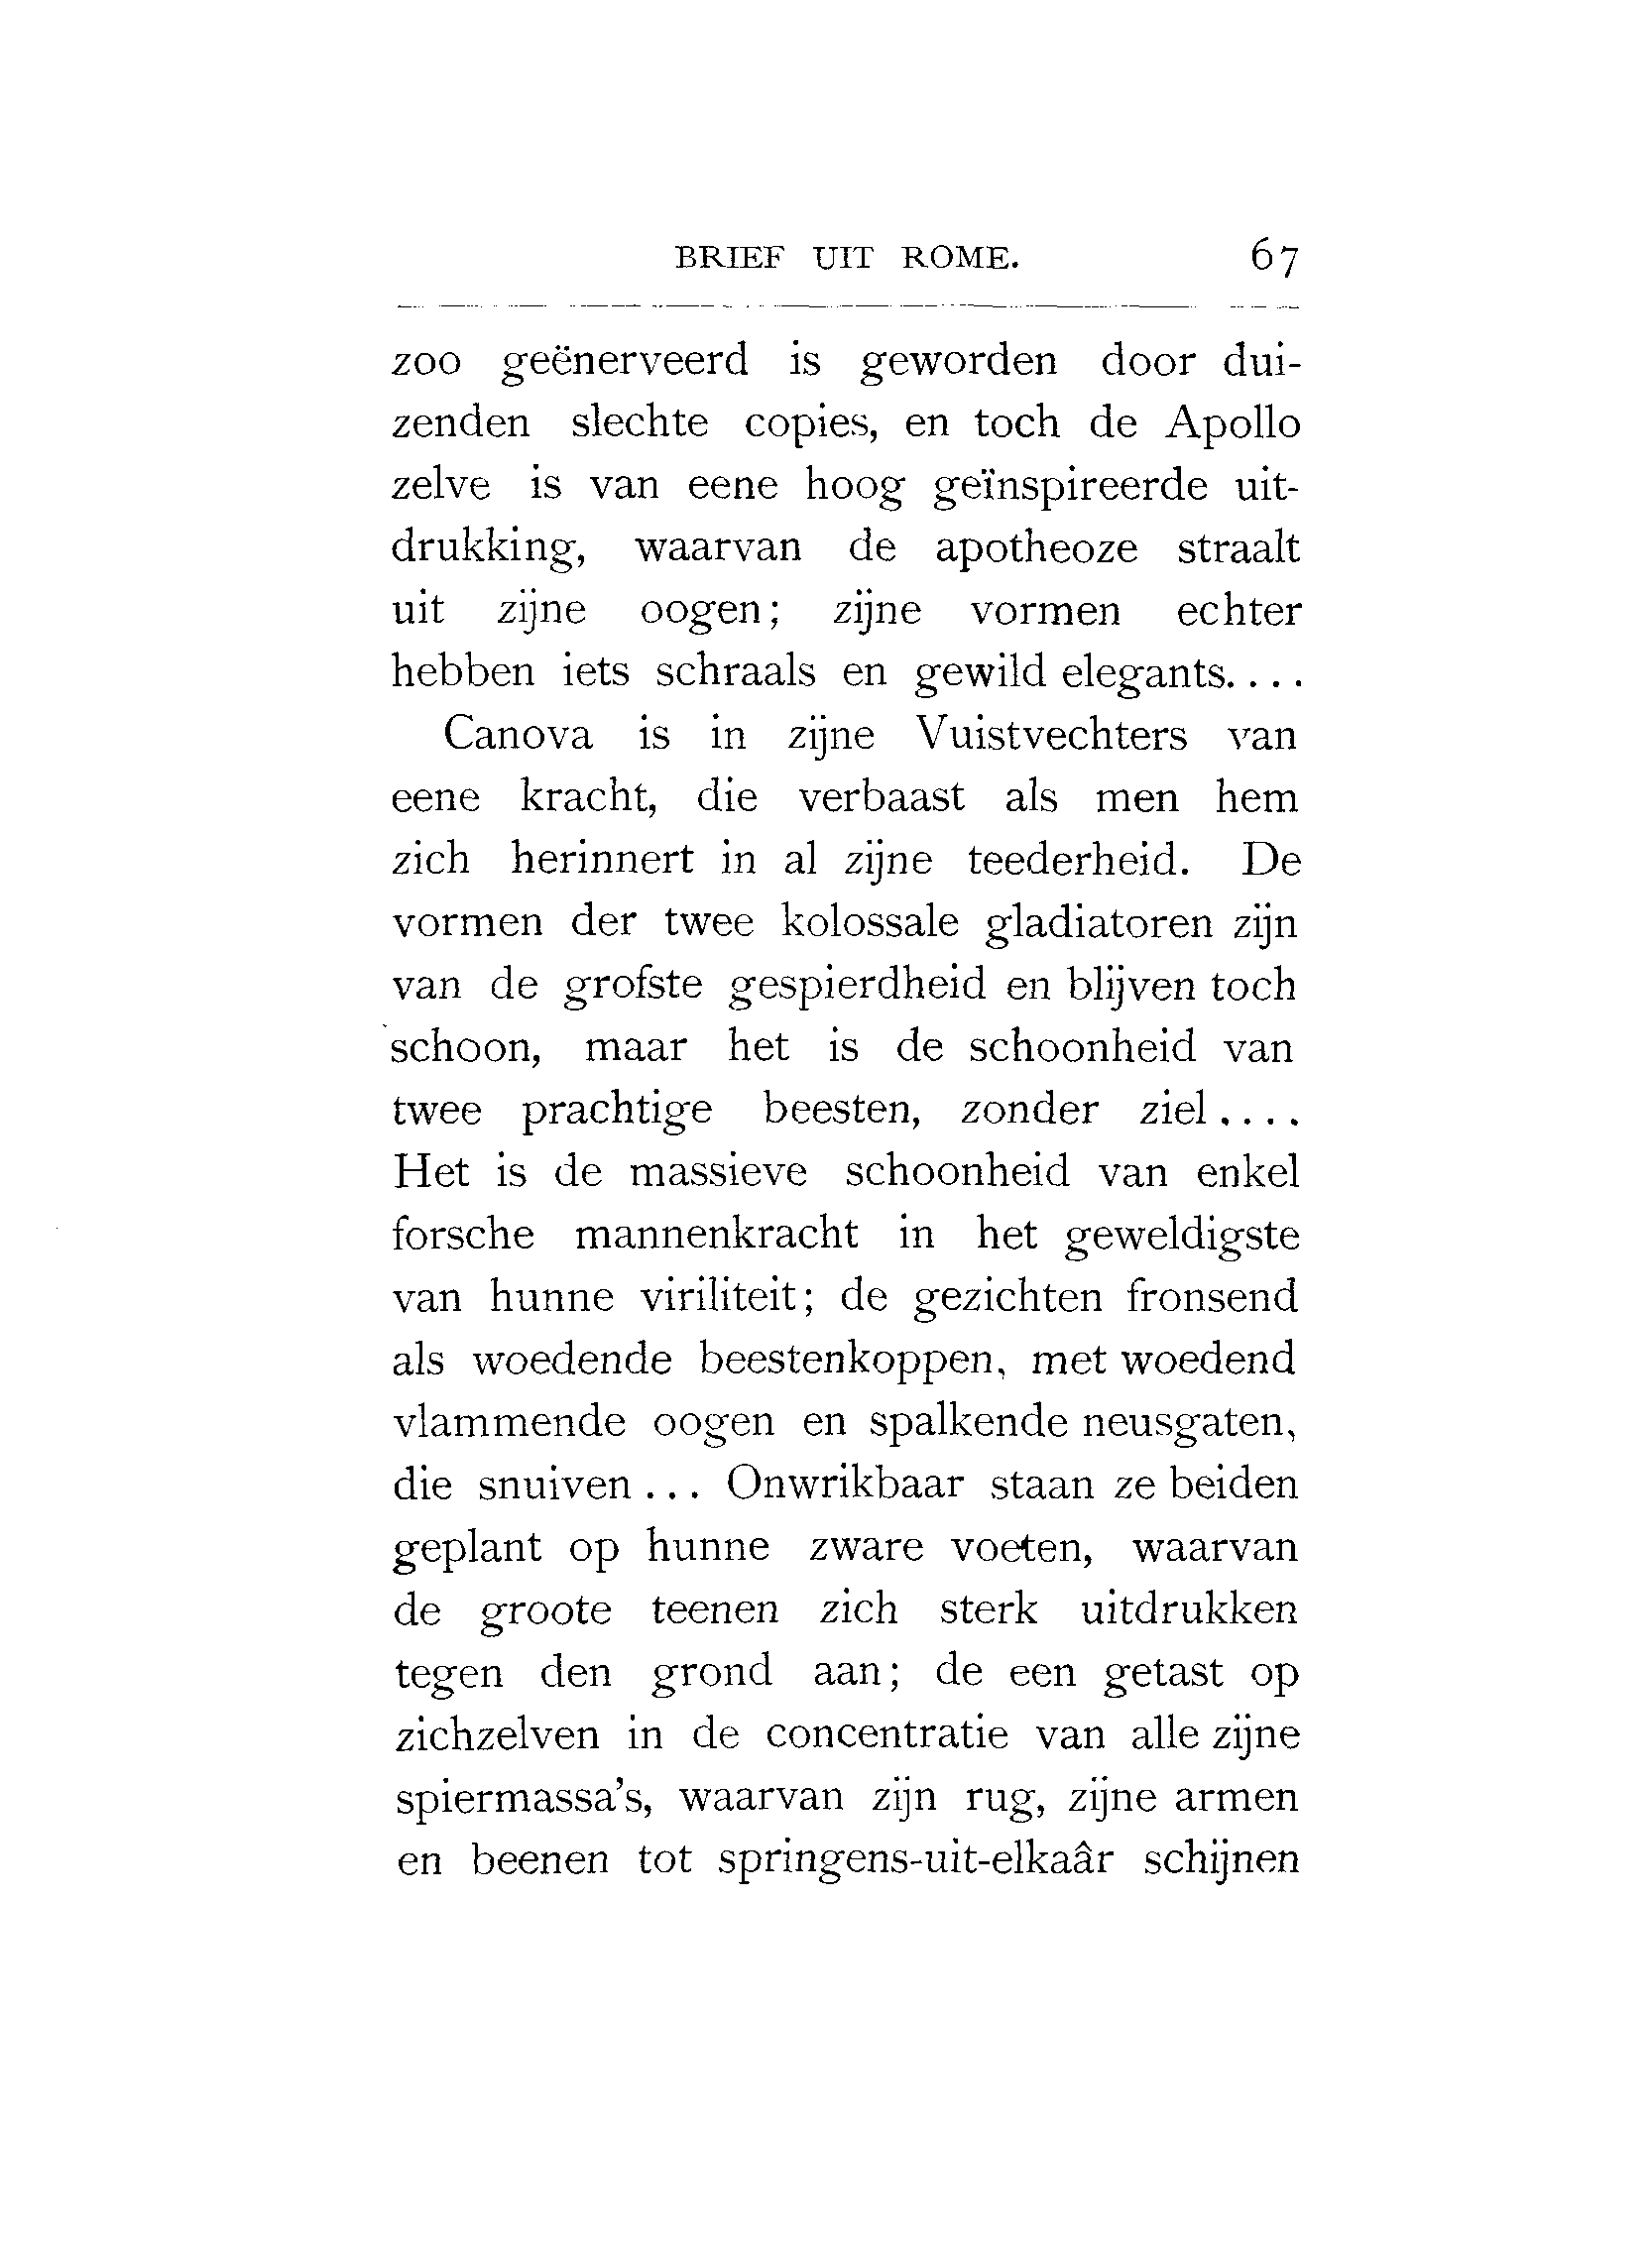 BRIEF UIT ROME. 67
zoo geënerveerd is geworden door dui-
zenden slechte copies, en toch de Apollo
zelve is van eene hoog geïnspireerde uit-
drukking, waarvan de apotheoze straalt
uit zijne oogen; zijne vormen echter
hebben iets schraals en gewild elegants....
Canova is in zijne Vuistvechters van
eene kracht, die verbaast als men hem
zich herinnert in al zijne teederheid. De
vormen der twee kolossale gladiatoren zijn
van de grofste gespierdheid en blijven toch
schoon, maar het is de schoonheid van
twee prachtige beesten, zonder ziel....
Het is de massieve schoonheid van enkel
forsche mannenkracht in het geweldigste
van hunne viriliteit; de gezichten fronsend
als woedende beestenkoppen, met woedend
vlammende oogen en spalkende neusgaten,
die snuiven... Onwrikbaar staan ze beiden
geplant op hunne zware voeten, waarvan
de groote teenen zich sterk uitdrukken
tegen den grond aan; de een getast op
zichzelven in de concentratie van alle zijne
spiermassa's, waarvan zijn rug, zijne armen
en beenen tot springens-uit-elkaâr schijnen